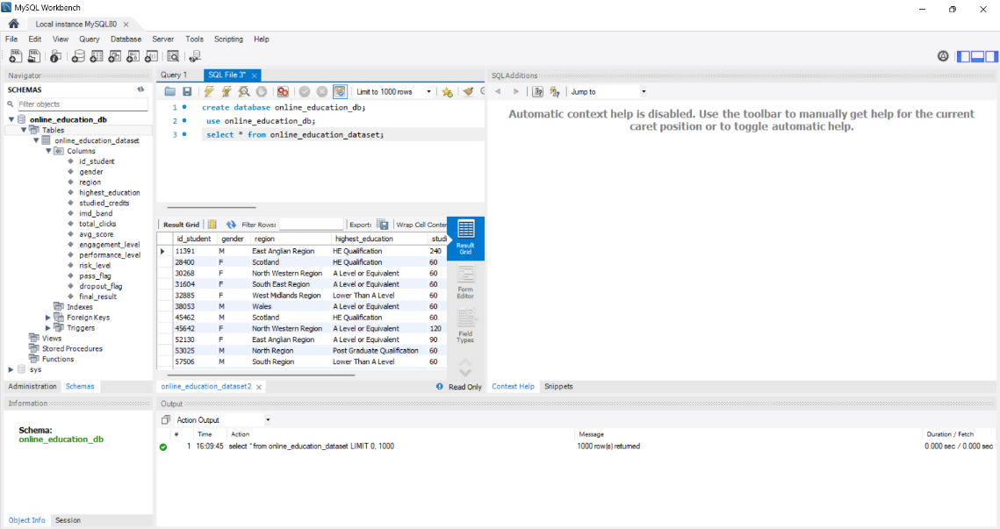 MySQL Workbench
Local instance MySQL80
File Edit View Query Database Server Tools Scripting Help
Navigator
SCHEMAS
Filter objects
online_education_db
Tables
online_education_dataset
Columns
id_student
gender
region
highest_education
studied_credits
imd_band
total_clicks
avg_score
engagement_level
performance_level
risk_level
pass_flag
dropout_flag
final_result
Indexes
Foreign Keys
Triggers
Views
Stored Procedures
Functions
sys
Administration Schemas
Information
Schema:
online_education_db
Object Info Session
Query 1 SQL File 3*
Limit to 1000 rows
1 create database online_education_db;
2 use online_education_db;
3 select * from online_education_dataset;
Result Grid Filter Rows: Export: Wrap Cell Conter
id_student gender region highest_education studi
11391 M East Anglian Region HE Qualification 240
28400 F Scotland HE Qualification 60
30268 F North Western Region A Level or Equivalent 60
31604 F South East Region A Level or Equivalent 60
32885 F West Midlands Region Lower Than A Level 60
38053 M Wales A Level or Equivalent 60
45462 M Scotland HE Qualification 60
45642 F North Western Region A Level or Equivalent 120
52130 F East Anglian Region A Level or Equivalent 90
53025 M North Region Post Graduate Qualification 60
57506 M South Region Lower Than A Level 60
Result
Grid
Form
Editor
Field
Types
online_education_dataset2 Read Only
SQLAdditions
Jump to
Automatic context help is disabled. Use the toolbar to manually get help for the current
caret position or to toggle automatic help.
Context Help Snippets
Output
Action Output
# Time Action Message Duration / Fetch
1 16:09:45 select * from online_education_dataset LIMIT 0, 1000 1000 row(s) returned 0.000 sec / 0.000 sec